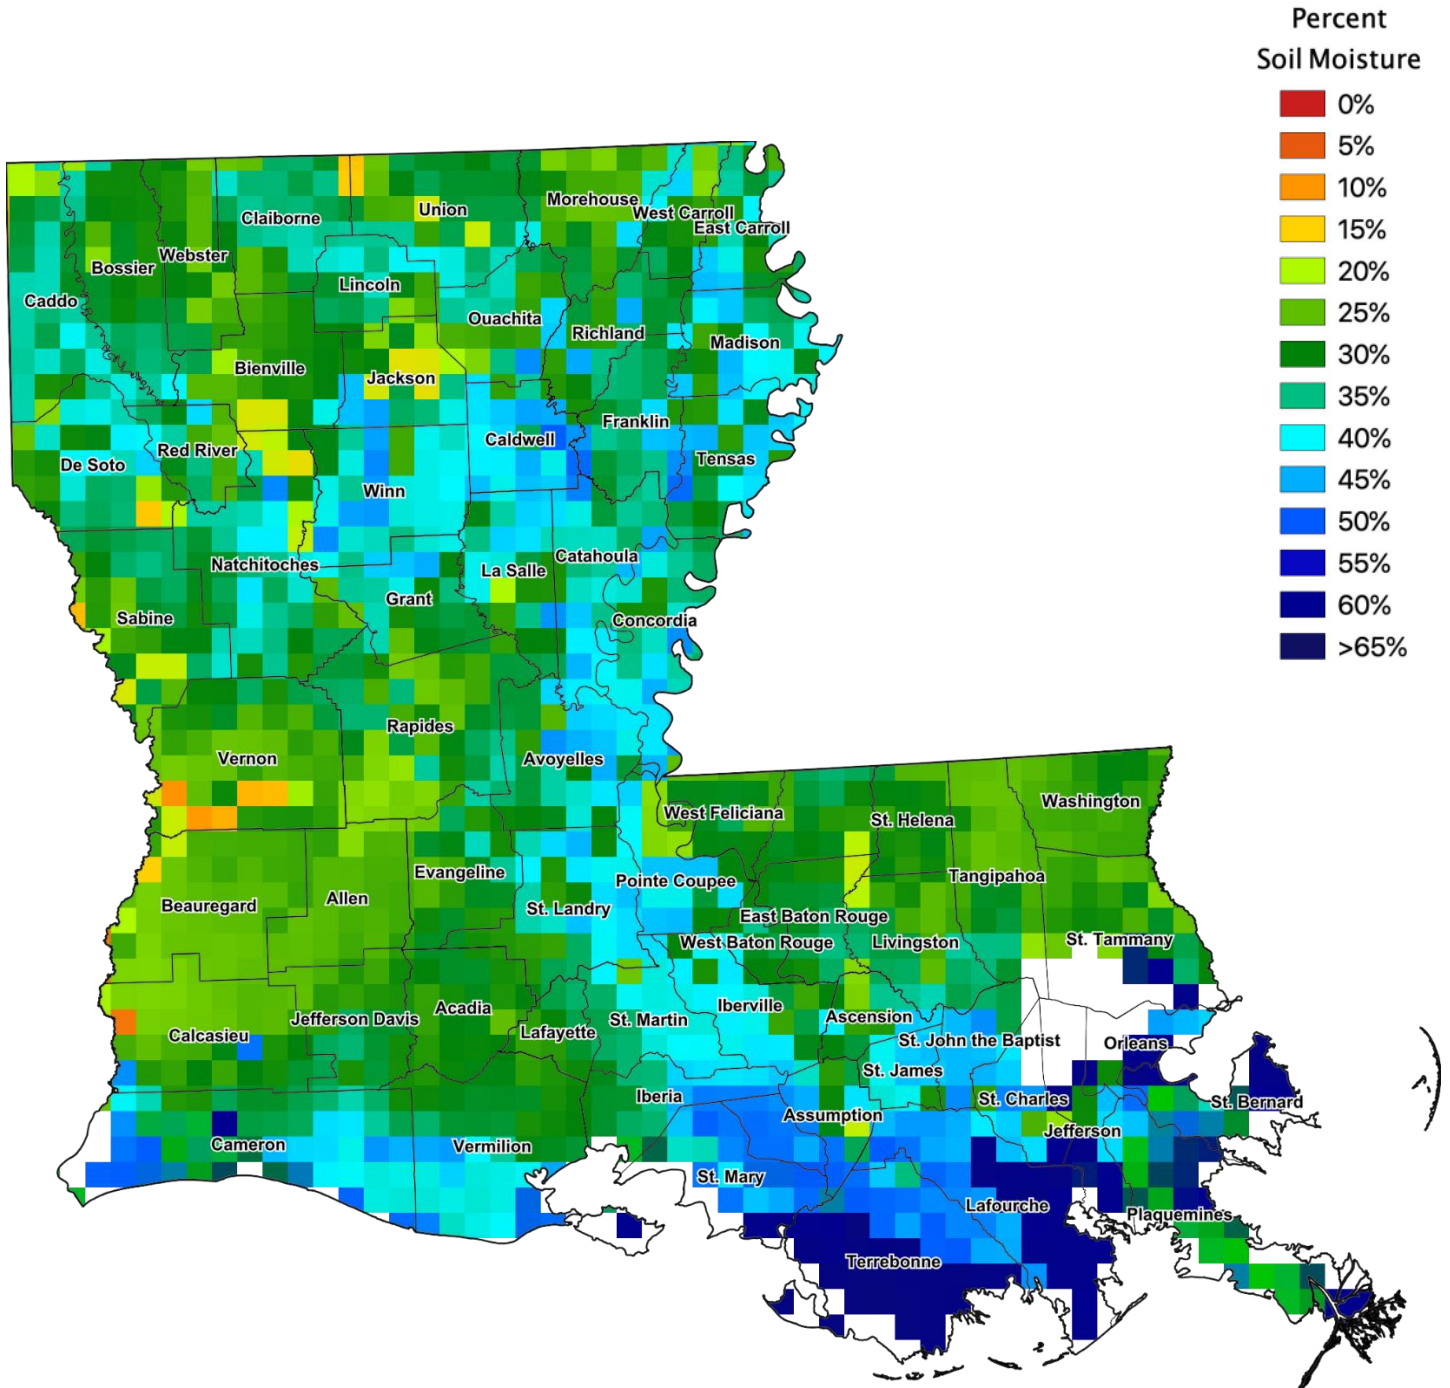 Percent
Soil Moisture
0%
5%
10%
15%
20%
25%
30%
35%
40%
45%
50%
55%
60%
>65%
Morehouse
Union
West Carroll
Claiborne
East Carroll
Webster
Bossier
Lincoln
Caddo
Ouachita
Richland
Madison
Bienville
Jackson
Franklin
Caldwell
Red River
De Soto
Tensas
Winn
Catahoula
Natchitoches
La Salle
Grant
Sabine
Concordia
Rapides
Vernon
Avoyelles
Washington
West Feliciana
St. Helena
Evangeline
Tangipahoa
Pointe Coupee
Allen
Beauregard
St. Landry
East Baton Rouge
St. Tammany
West Baton Rouge
Livingston
Iberville
Acadia
Ascension
Jefferson Davis
St. Martin
Lafayette
Calcasieu
St. John the Baptist
Orleans
St. James
Iberia
St. Charles
St. Bernard
Assumption
Jefferson
Cameron
Vermilion
St. Mary
Lafourche
Plaquemines
Terrebonne